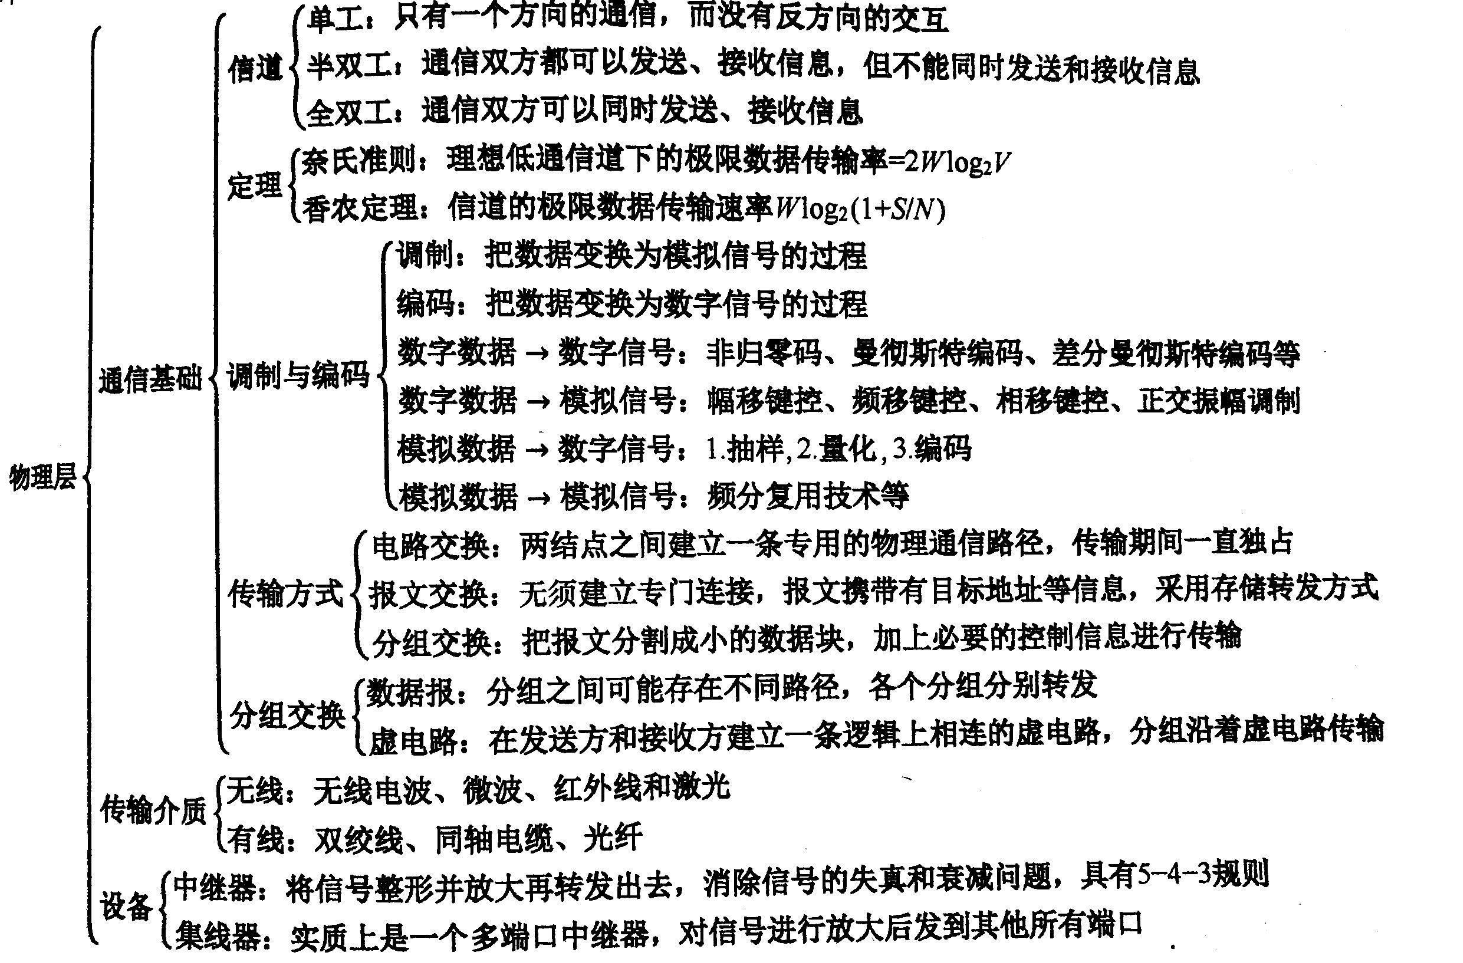 单工：只有一个方向的通信，而没有反方向的交互
信道
半双工：通信双方都可以发送、接收信息，但不能同时发送和接收信息
全双工：通信双方可以同时发送、接收信息
奈氏准则：理想低通信道下的极限数据传输率=2Wlog₂V
定理
香农定理：信道的极限数据传输速率Wlog₂(1+S/N)
调制：把数据变换为模拟信号的过程
编码：把数据变换为数字信号的过程
数字数据→数字信号：非归零码、曼彻斯特编码、差分曼彻斯特编码等
通信基础
调制与编码
数字数据→模拟信号：幅移键控、频移键控、相移键控、正交振幅调制
模拟数据→数字信号：1.抽样,2.量化,3.编码
物理层
模拟数据→模拟信号：频分复用技术等
电路交换：两结点之间建立一条专用的物理通信路径，传输期间一直独占
传输方式
报文交换：无须建立专门连接，报文携带有目标地址等信息，采用存储转发方式
分组交换：把报文分割成小的数据块，加上必要的控制信息进行传输
数据报：分组之间可能存在不同路径，各个分组分别转发
分组交换
虚电路：在发送方和接收方建立一条逻辑上相连的虚电路，分组沿着虚电路传输
无线：无线电波、微波、红外线和激光
传输介质
有线：双绞线、同轴电缆、光纤
中继器：将信号整形并放大再转发出去，消除信号的失真和衰减问题，具有5-4-3规则
设备
集线器：实质上是一个多端口中继器，对信号进行放大后发到其他所有端口